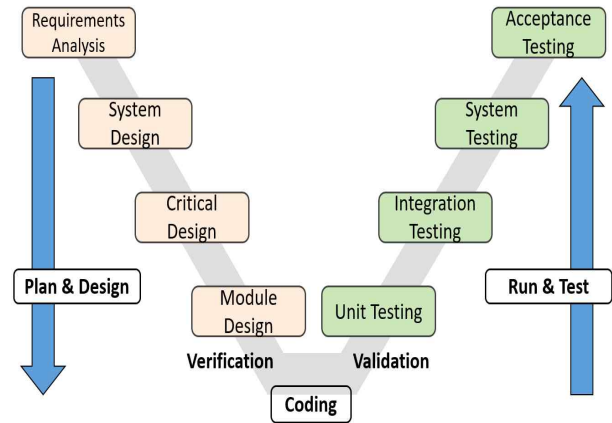 Requirements
Analysis
Acceptance
Testing
System
Design
System
Testing
Critical
Design
Integration
Testing
Plan & Design
Run & Test
Module
Design
Unit Testing
Verification
Validation
Coding